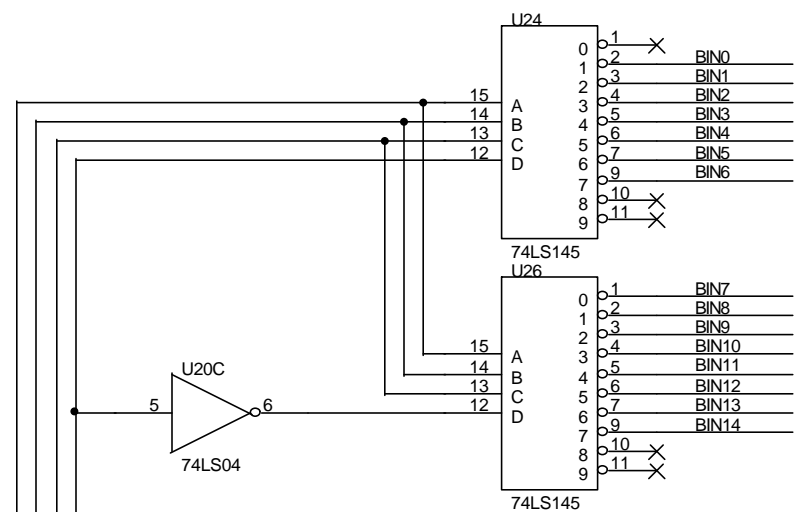 U24
0 1
1 2 BIN0
2 3 BIN1
15 A 3 4 BIN2
14 B 4 5 BIN3
13 C 5 6 BIN4
12 D 6 7 BIN5
7 9 BIN6
8 10
9 11
74LS145
U26
0 1 BIN7
1 2 BIN8
2 3 BIN9
15 A 3 4 BIN10
14 B 4 5 BIN11
13 C 5 6 BIN12
12 D 6 7 BIN13
7 9 BIN14
8 10
9 11
74LS145
U20C
5 6
74LS04